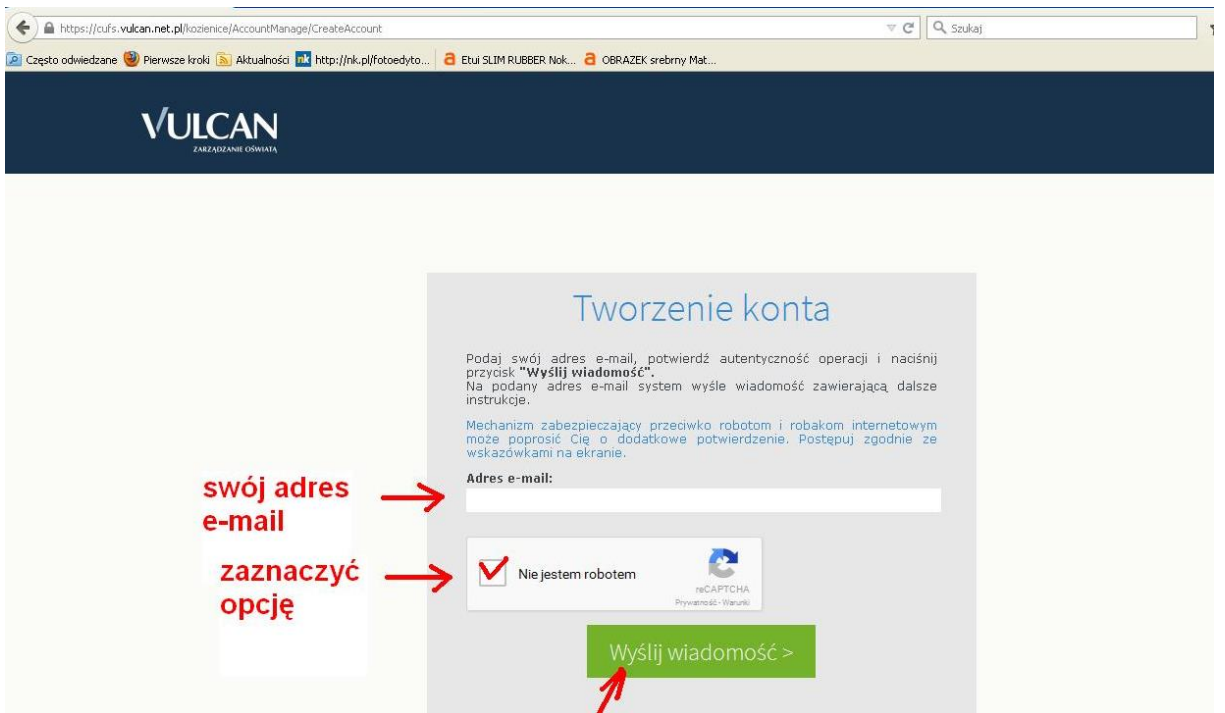 https://cufs.vulcan.net.pl/kozienice/AccountManage/CreateAccount
Szukaj
Często odwiedzane Pierwsze kroki Aktualności nk http://nk.pl/fotoedyto... a Etui SLIM RUBBER Nok... a OBRAZEK srebrny Mat...
VULCAN
ZARZĄDZANIE OŚWIATĄ
Tworzenie konta
Podaj swój adres e-mail, potwierdź autentyczność operacji i naciśnij
przycisk "Wyślij wiadomość".
Na podany adres e-mail system wyśle wiadomość zawierającą dalsze
instrukcje.
Mechanizm zabezpieczający przeciwko robotom i robakom internetowym
może poprosić Cię o dodatkowe potwierdzenie. Postępuj zgodnie ze
wskazówkami na ekranie.
Adres e-mail:
swój adres
e-mail
zaznaczyć
opcję
Nie jestem robotem
reCAPTCHA
Prywatność - Warunki
Wyślij wiadomość >